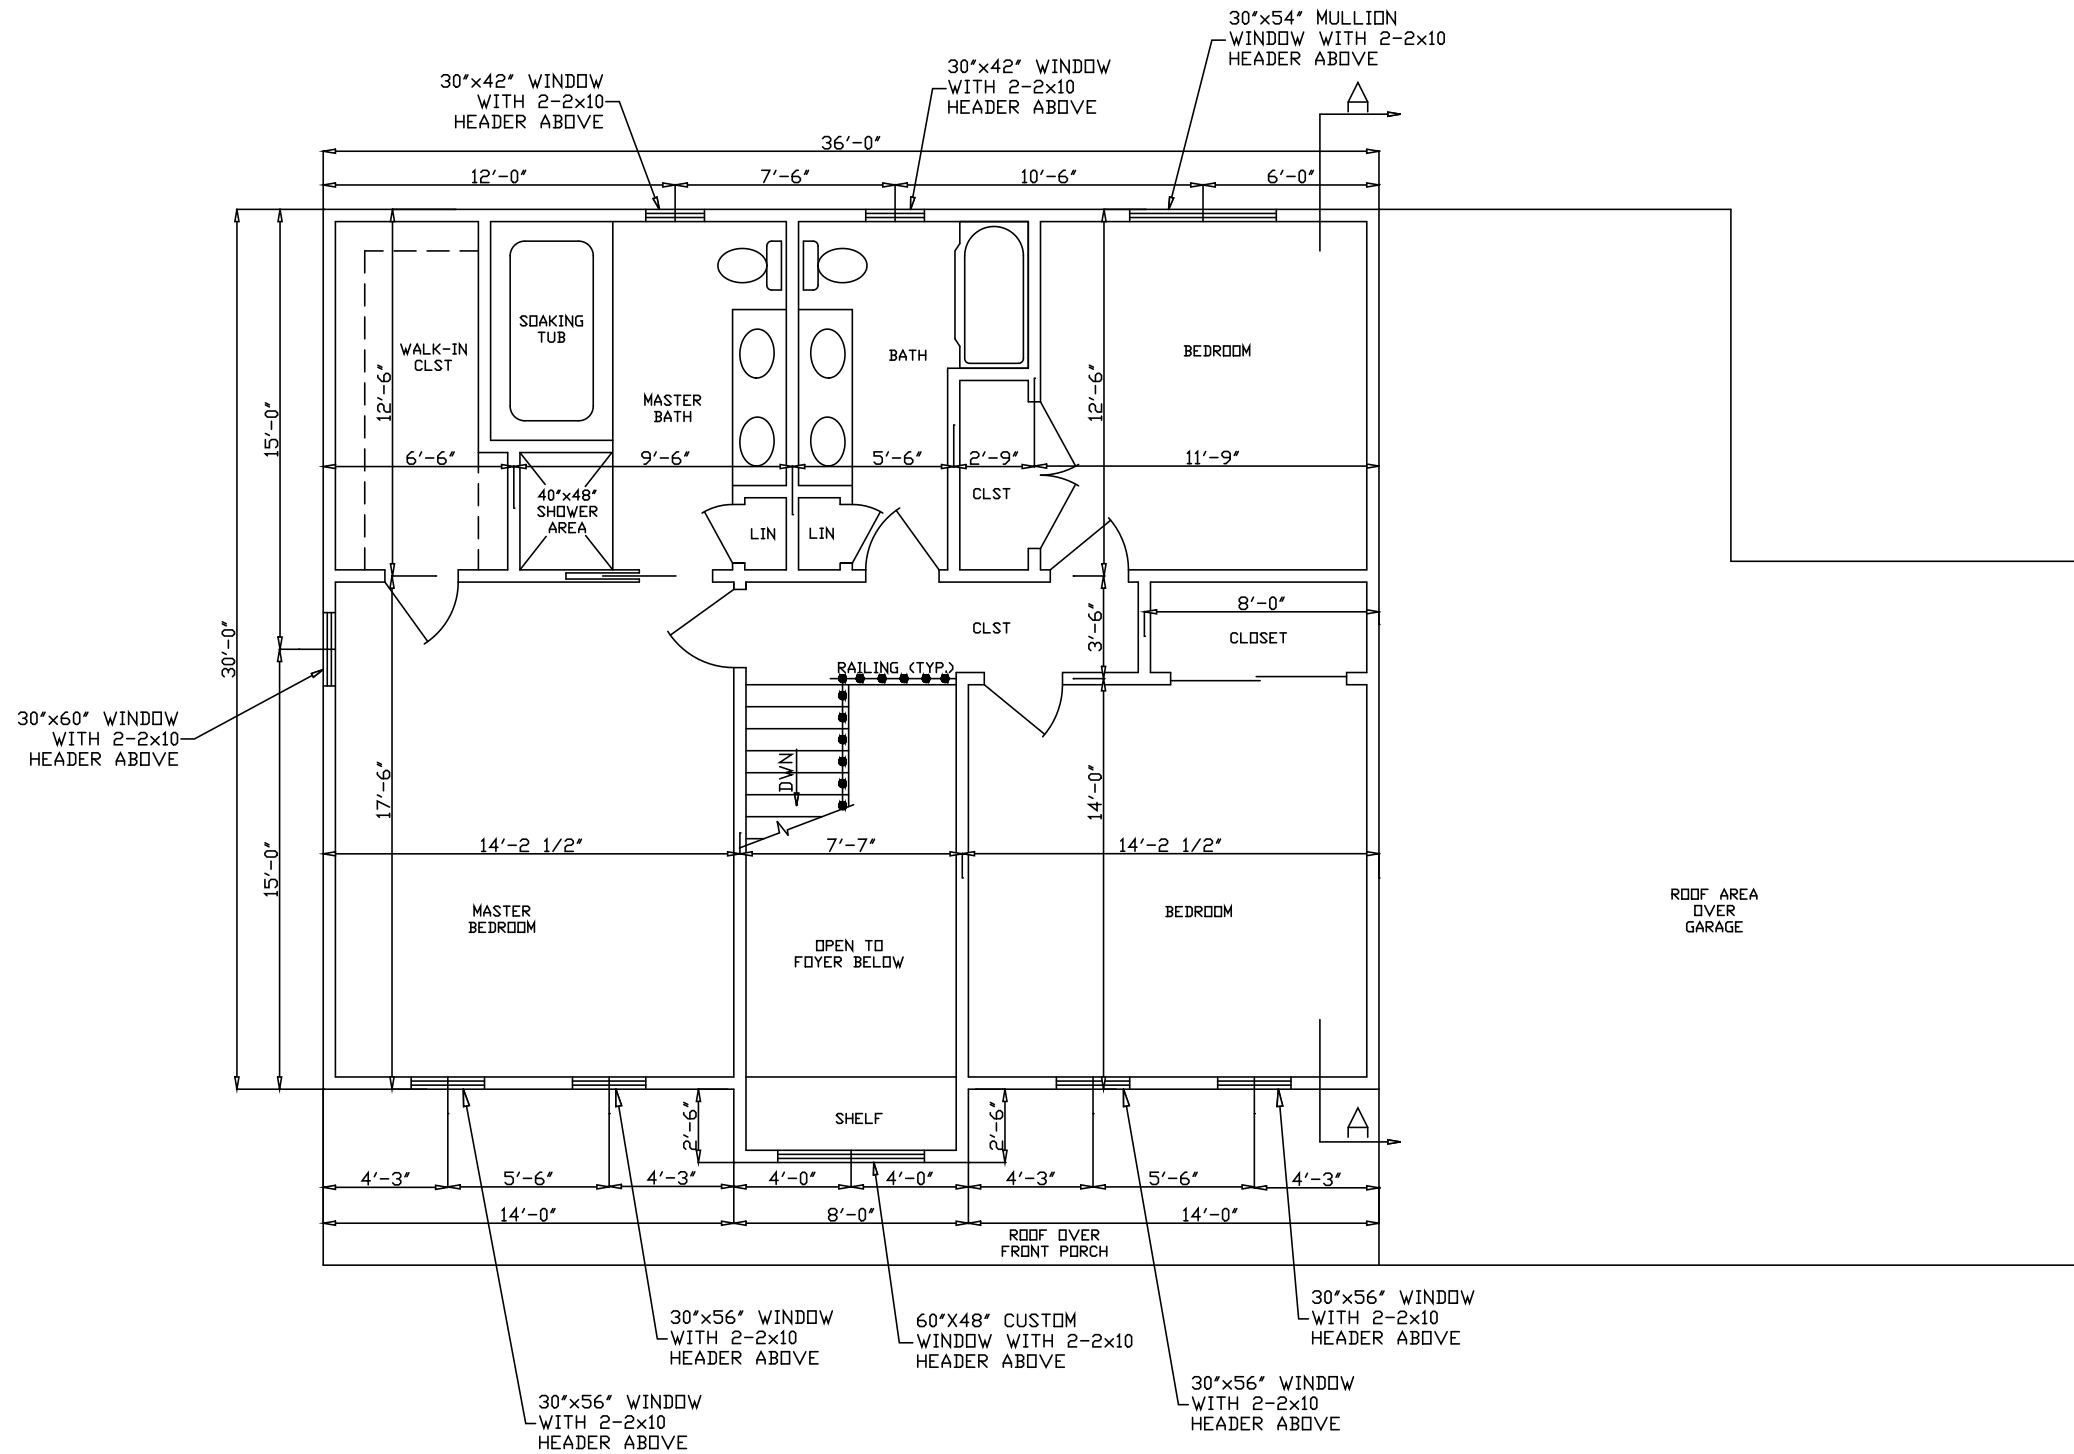 30"x54" MULLION
WINDOW WITH 2-2x10
HEADER ABOVE
30"x42" WINDOW
WITH 2-2x10
HEADER ABOVE
30"x42" WINDOW
WITH 2-2x10
HEADER ABOVE
A
36'-0"
12'-0"
7'-6"
10'-6"
6'-0"
SOAKING
TUB
WALK-IN
CLST
BATH
BEDROOM
12'-6"
12'-6"
MASTER
BATH
15'-0"
6'-6"
9'-6"
5'-6"
2'-9"
11'-9"
40"x48"
SHOWER
AREA
CLST
LIN
LIN
8'-0"
30'-0"
CLST
3'-6"
CLOSET
RAILING (TYP.)
30"x60" WINDOW
WITH 2-2x10
HEADER ABOVE
DWN
17'-6"
14'-0"
15'-0"
14'-2 1/2"
7'-7"
14'-2 1/2"
ROOF AREA
OVER
GARAGE
MASTER
BEDROOM
BEDROOM
OPEN TO
FOYER BELOW
SHELF
2'-6"
2'-6"
A
4'-3"
5'-6"
4'-3"
4'-0"
4'-0"
4'-3"
5'-6"
4'-3"
14'-0"
8'-0"
14'-0"
ROOF OVER
FRONT PORCH
30"x56" WINDOW
WITH 2-2x10
HEADER ABOVE
60"X48" CUSTOM
WINDOW WITH 2-2x10
HEADER ABOVE
30"x56" WINDOW
WITH 2-2x10
HEADER ABOVE
30"x56" WINDOW
WITH 2-2x10
HEADER ABOVE
30"x56" WINDOW
WITH 2-2x10
HEADER ABOVE